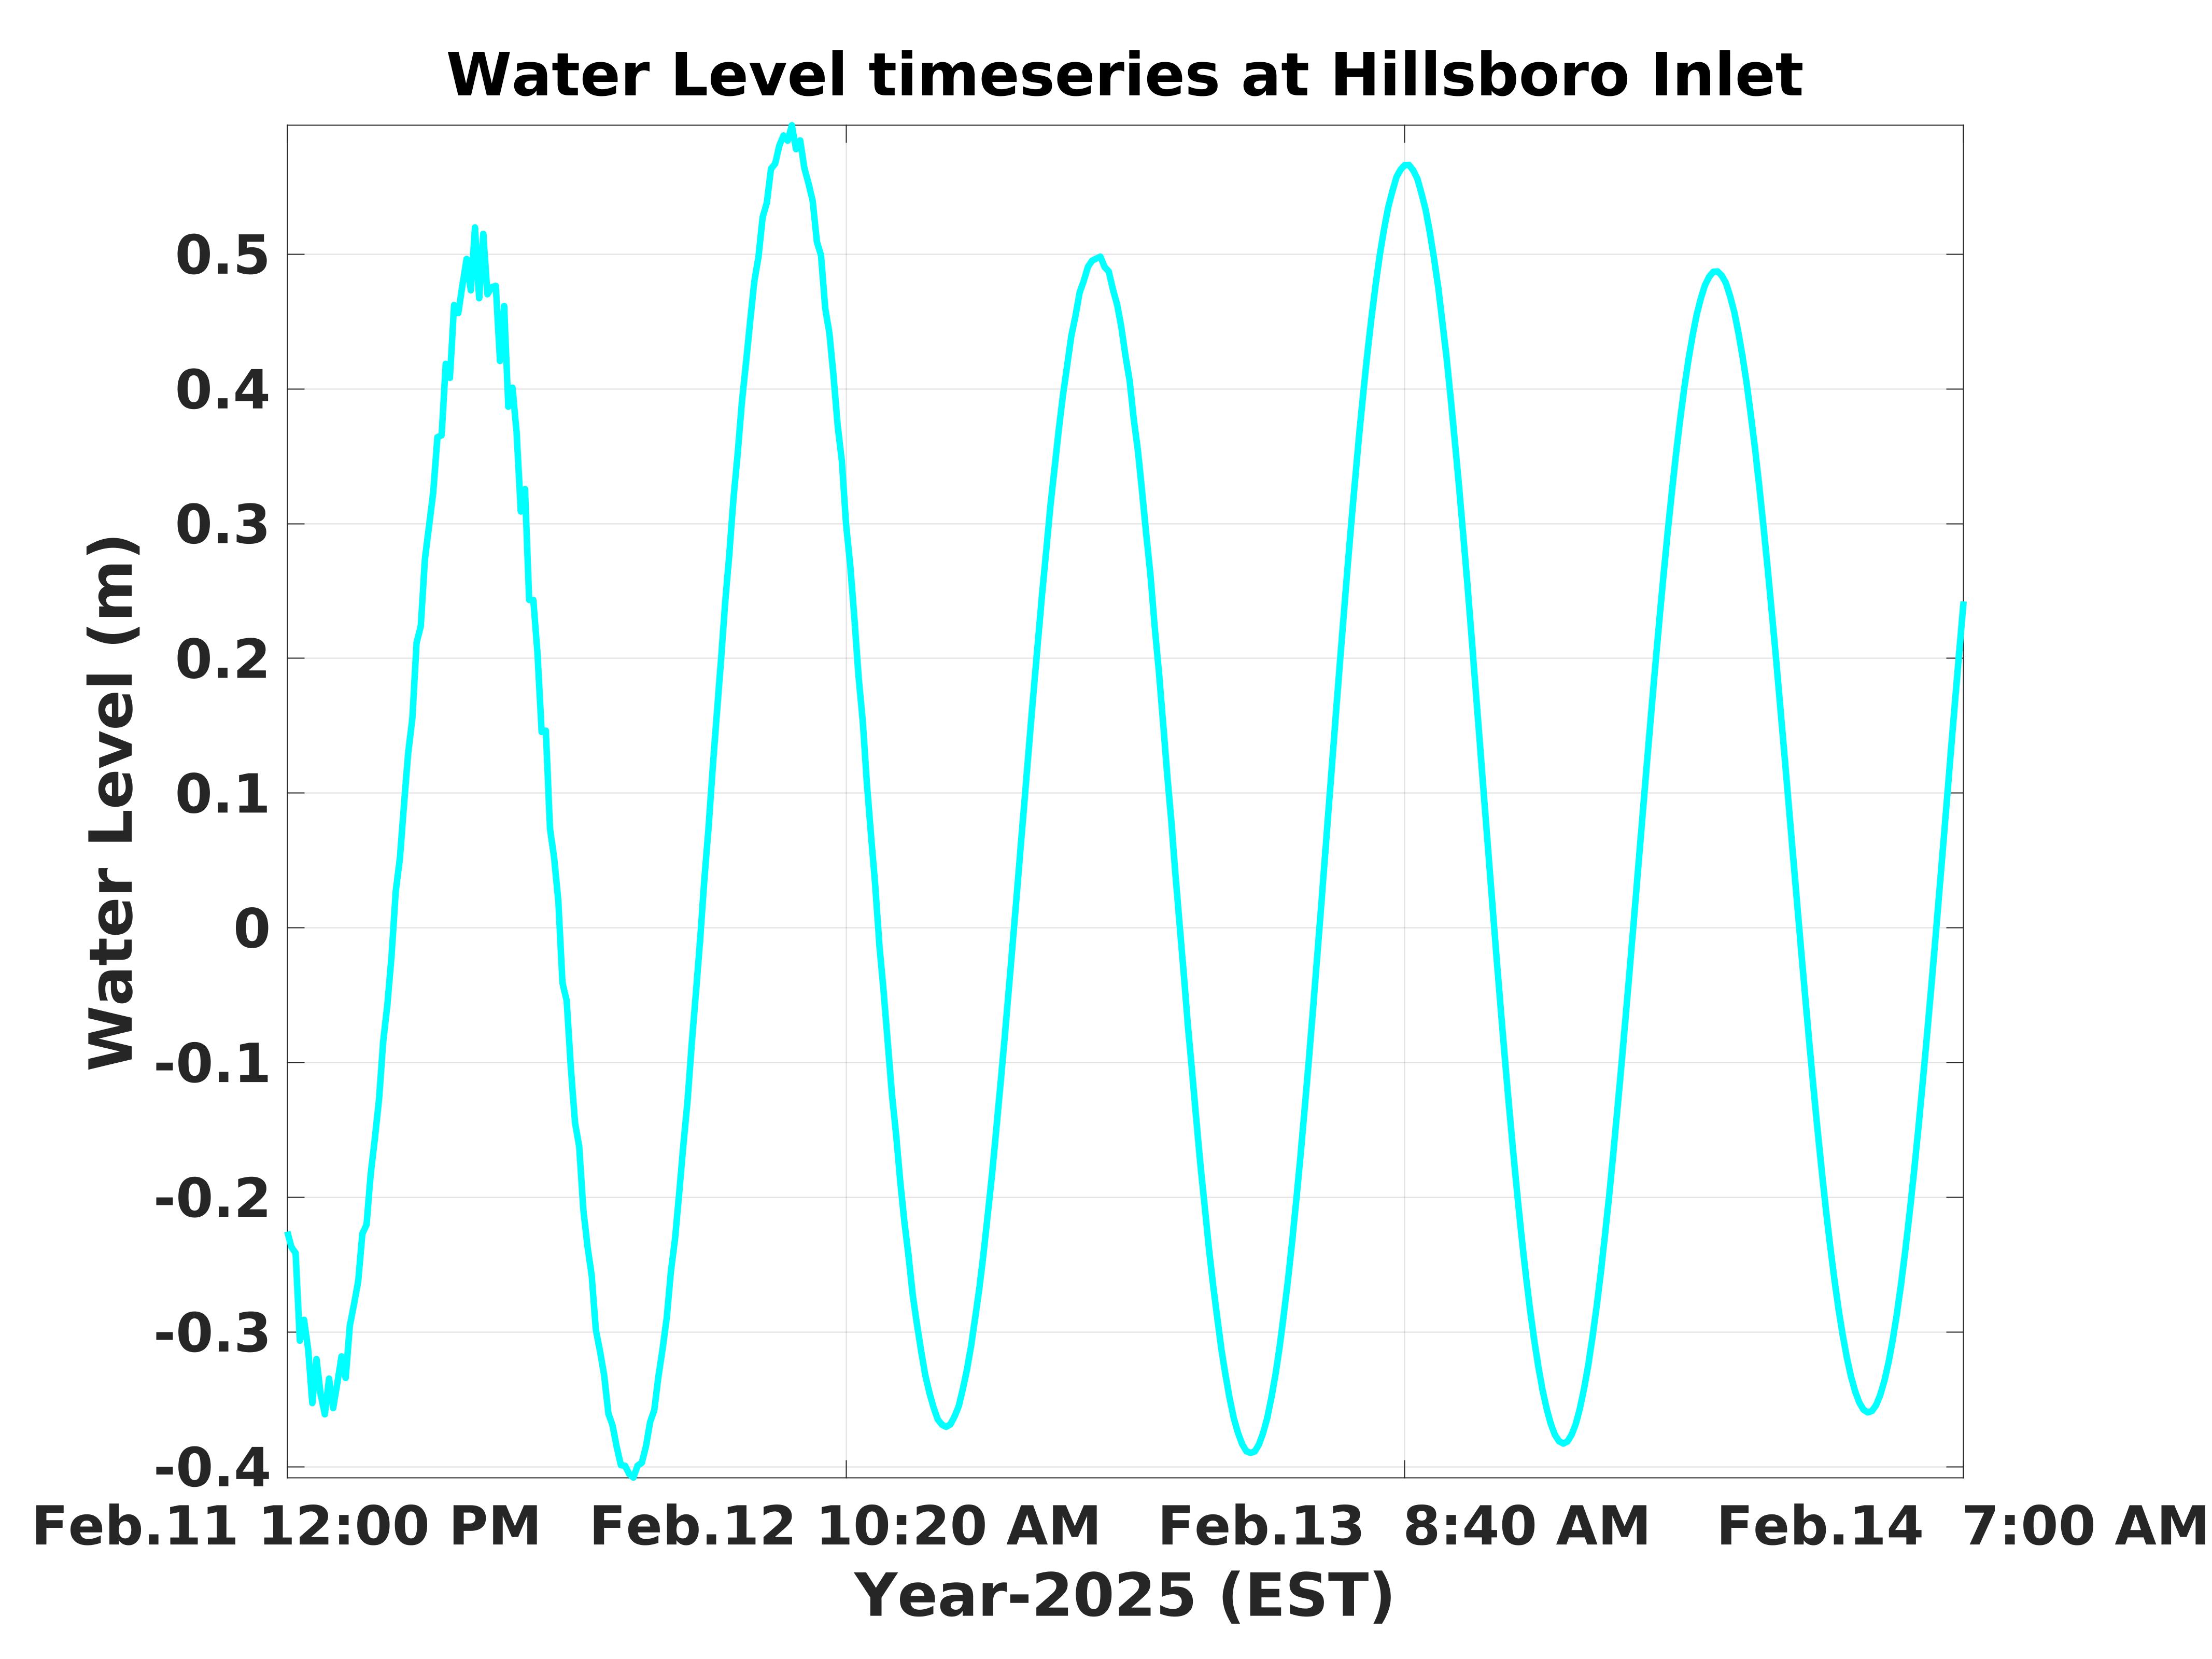 Water Level timeseries at Hillsboro Inlet
Water Level (m)
0.5
0.4
0.3
0.2
0.1
0
-0.1
-0.2
-0.3
-0.4
Feb.11 12:00 PM Feb.12 10:20 AM Feb.13 8:40 AM Feb.14 7:00 AM
Year-2025 (EST)